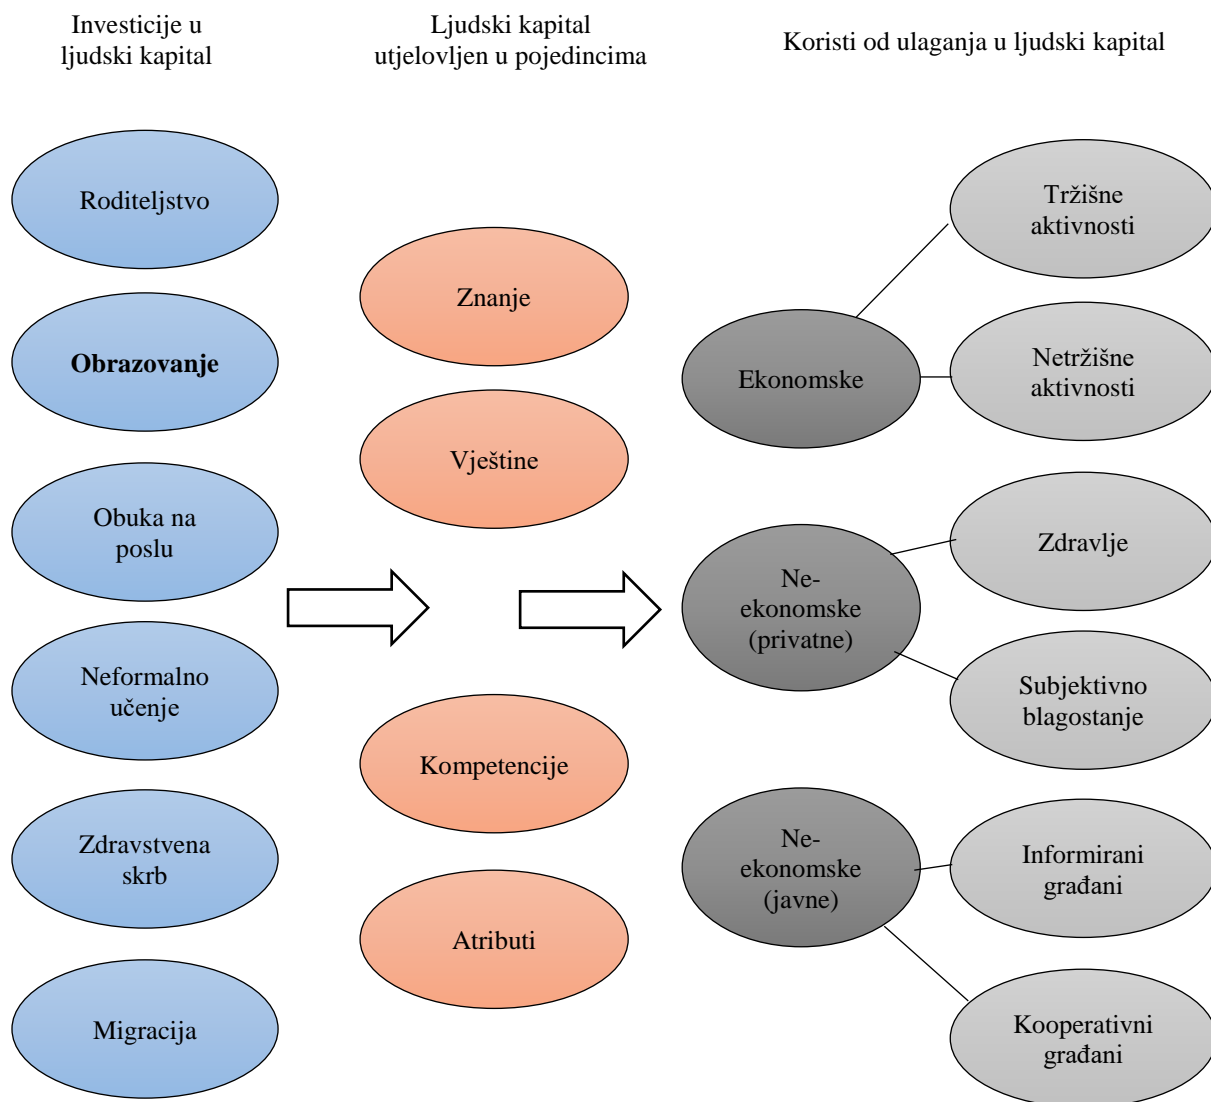 Investicije u
ljudski kapital
Ljudski kapital
utjelovljen u pojedincima
Koristi od ulaganja u ljudski kapital
Roditeljstvo
Obrazovanje
Obuka na
poslu
Neformalno
učenje
Zdravstvena
skrb
Migracija
Znanje
Vještine
Kompetencije
Atributi
Ekonomske
Ne-
ekonomske
(privatne)
Ne-
ekonomske
(javne)
Tržišne
aktivnosti
Netržišne
aktivnosti
Zdravlje
Subjektivno
blagostanje
Informirani
građani
Kooperativni
građani